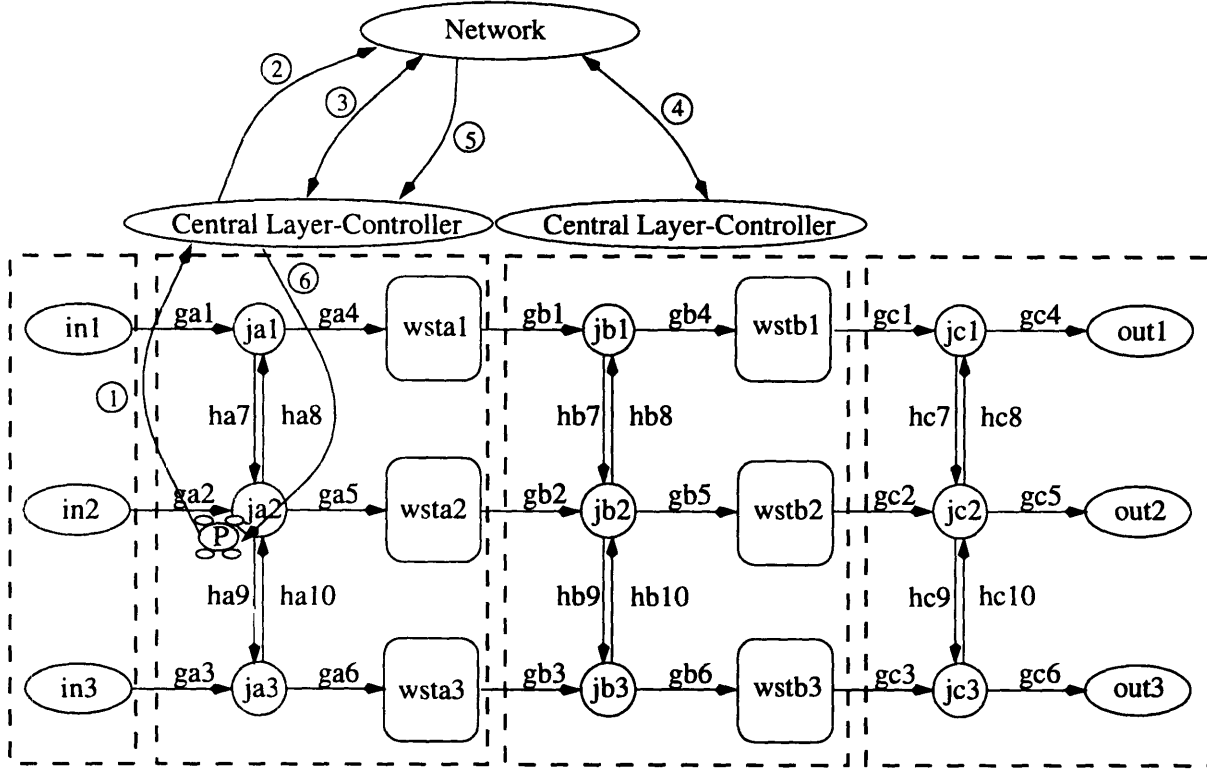 Network
2
3
4
5
Central Layer-Controller
Central Layer-Controller
6
in1
ga1
ja1
ga4
wsta1
gb1
jb1
gb4
wstb1
gc1
jc1
gc4
out1
1
ha7
ha8
hb7
hb8
hc7
hc8
in2
ga2
ja2
ga5
wsta2
gb2
jb2
gb5
wstb2
gc2
jc2
gc5
out2
P
ha9
ha10
hb9
hb10
hc9
hc10
in3
ga3
ja3
ga6
wsta3
gb3
jb3
gb6
wstb3
gc3
jc3
gc6
out3